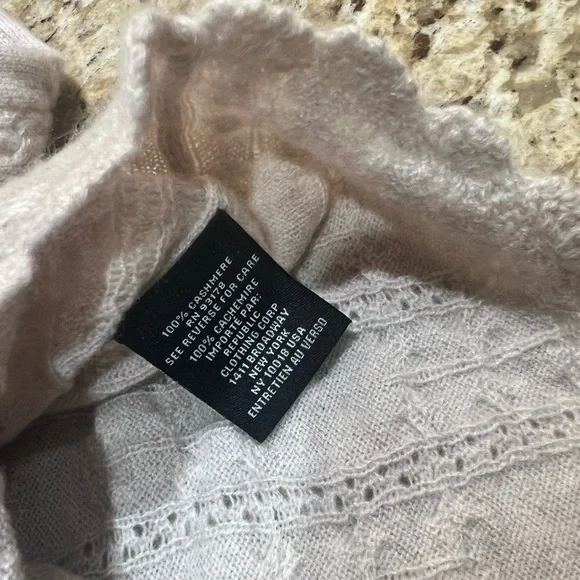 100% CASHMERE
RN 93178
SEE REVERSE FOR CARE
100% CACHEMIRE
IMPORTE PAR:
REPUBLIC
CLOTHING CORP
1411 BROADWAY
NEW YORK
NY 10018 USA
ENTRETIEN AU VERSO